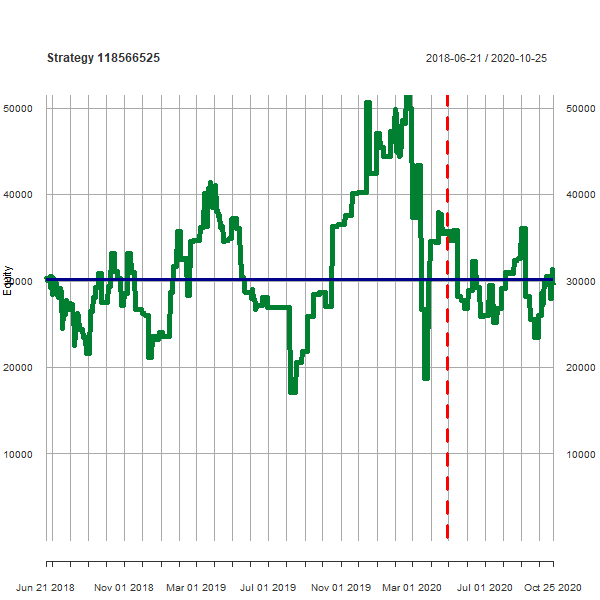 Strategy 118566525
2018-06-21 / 2020-10-25
50000
50000
40000
40000
Equity
30000
30000
20000
20000
10000
10000
Jun 21 2018
Nov 01 2018
Mar 01 2019
Jul 01 2019
Nov 01 2019
Mar 01 2020
Jul 01 2020
Oct 25 2020